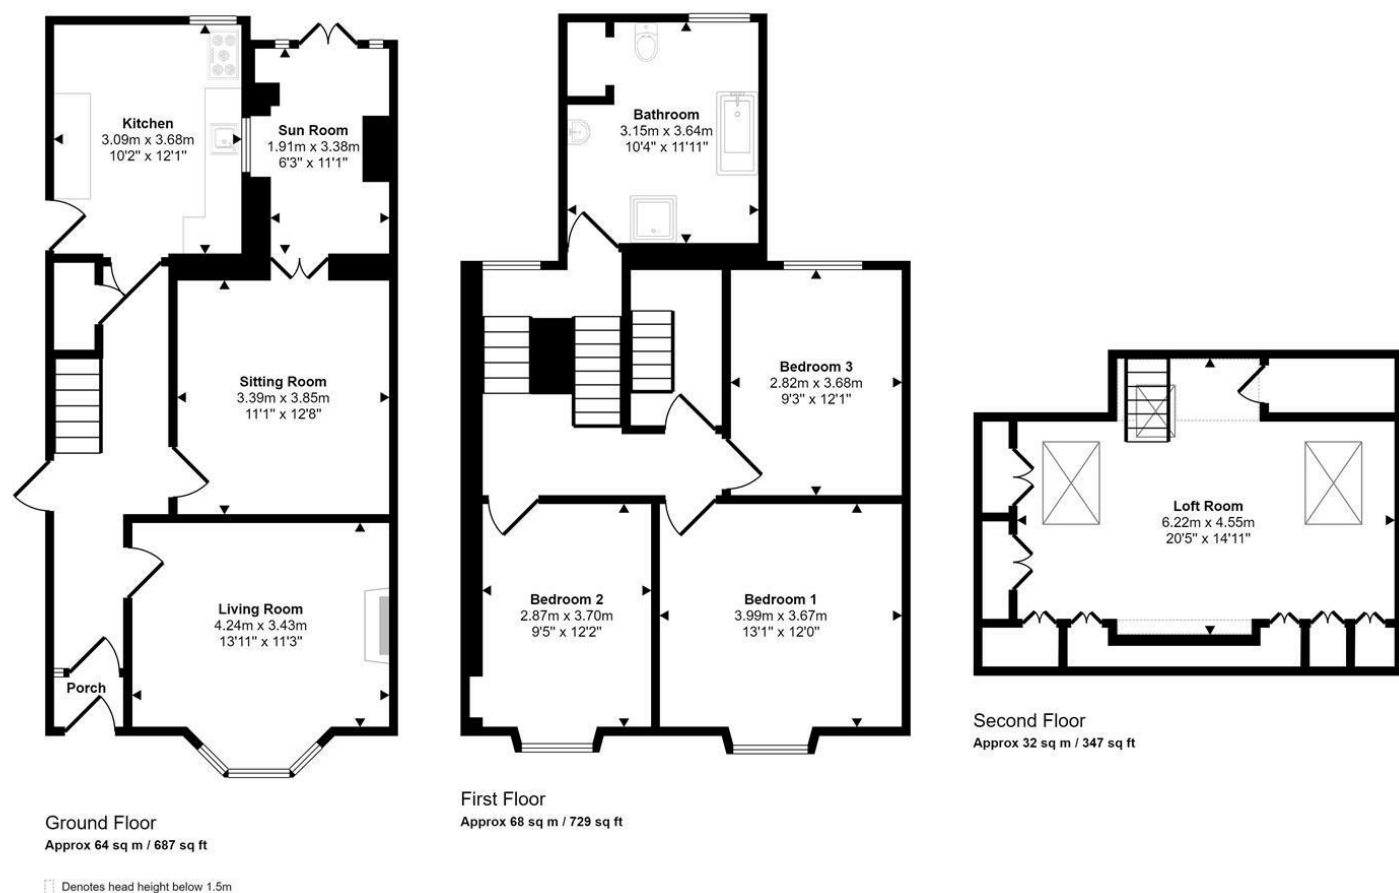 Kitchen
3.09m x 3.68m
10'2" x 12'1"
Sun Room
1.91m x 3.38m
6'3" x 11'1"
Sitting Room
3.39m x 3.85m
11'1" x 12'8"
Living Room
4.24m x 3.43m
13'11" x 11'3"
Porch
Ground Floor
Approx 64 sq m / 687 sq ft
Denotes head height below 1.5m
Bathroom
3.15m x 3.64m
10'4" x 11'11"
Bedroom 3
2.82m x 3.68m
9'3" x 12'1"
Bedroom 2
2.87m x 3.70m
9'5" x 12'2"
Bedroom 1
3.99m x 3.67m
13'1" x 12'0"
First Floor
Approx 68 sq m / 729 sq ft
Loft Room
6.22m x 4.55m
20'5" x 14'11"
Second Floor
Approx 32 sq m / 347 sq ft